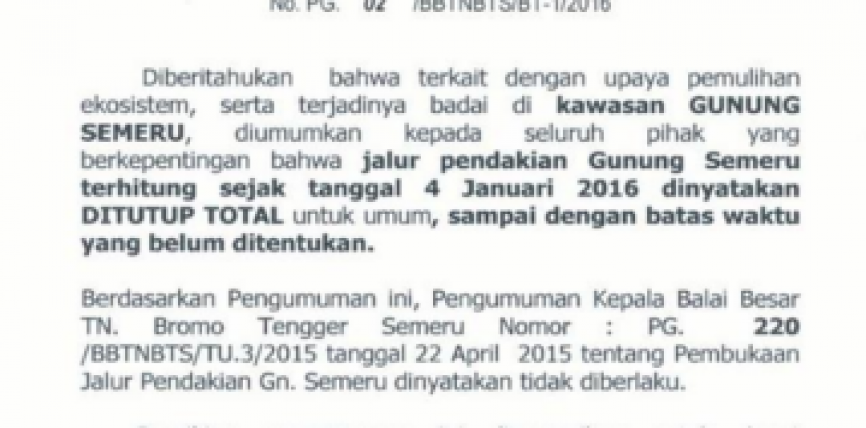 No. PG. 02 /BBTNBTS/BT-1/2016
Diberitahukan bahwa terkait dengan upaya pemulihan
ekosistem, serta terjadinya badai di kawasan GUNUNG
SEMERU, diumumkan kepada seluruh pihak yang
berkepentingan bahwa jalur pendakian Gunung Semeru
terhitung sejak tanggal 4 Januari 2016 dinyatakan
DITUTUP TOTAL untuk umum, sampai dengan batas waktu
yang belum ditentukan.
Berdasarkan Pengumuman ini, Pengumuman Kepala Balai Besar
TN. Bromo Tengger Semeru Nomor : PG. 220
/BBTNBTS/TU.3/2015 tanggal 22 April 2015 tentang Pembukaan
Jalur Pendakian Gn. Semeru dinyatakan tidak diberlaku.